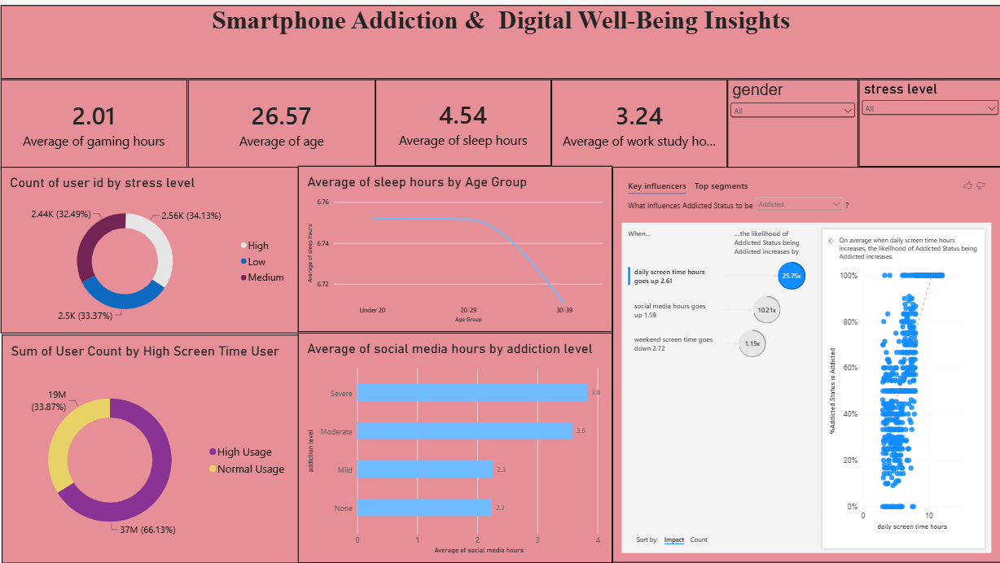 Smartphone Addiction &  Digital Well-Being Insights
2.01
Average of gaming hours
26.57
Average of age
4.54
Average of sleep hours
3.24
Average of work study ho...
gender
All
stress level
All
Count of user id by stress level
2.44K (32.49%)
2.56K (34.13%)
2.5K (33.37%)
High
Low
Medium
Average of sleep hours by Age Group
Average of sleep hours
6.76
6.74
6.72
Under 20
20-29
30-39
Age Group
Sum of User Count by High Screen Time User
19M
(33.87%)
37M (66.13%)
High Usage
Normal Usage
Average of social media hours by addiction level
addiction level
Severe
3.8
Moderate
3.6
Mild
2.3
None
2.2
0
1
2
3
4
Average of social media hours
Key influencers
Top segments
What influences Addicted Status to be
Addicted
?
When...
....the likelihood of
Addicted Status being
Addicted increases by
daily screen time hours
goes up 2.61
25.75x
social media hours goes
up 1.59
10.21x
weekend screen time goes
down 2.72
1.15x
Sort by:
Impact
Count
On average when daily screen time hours
increases, the likelihood of Addicted Status being
Addicted increases.
%Addicted Status is Addicted
100%
80%
60%
40%
20%
0%
0
10
daily screen time hours